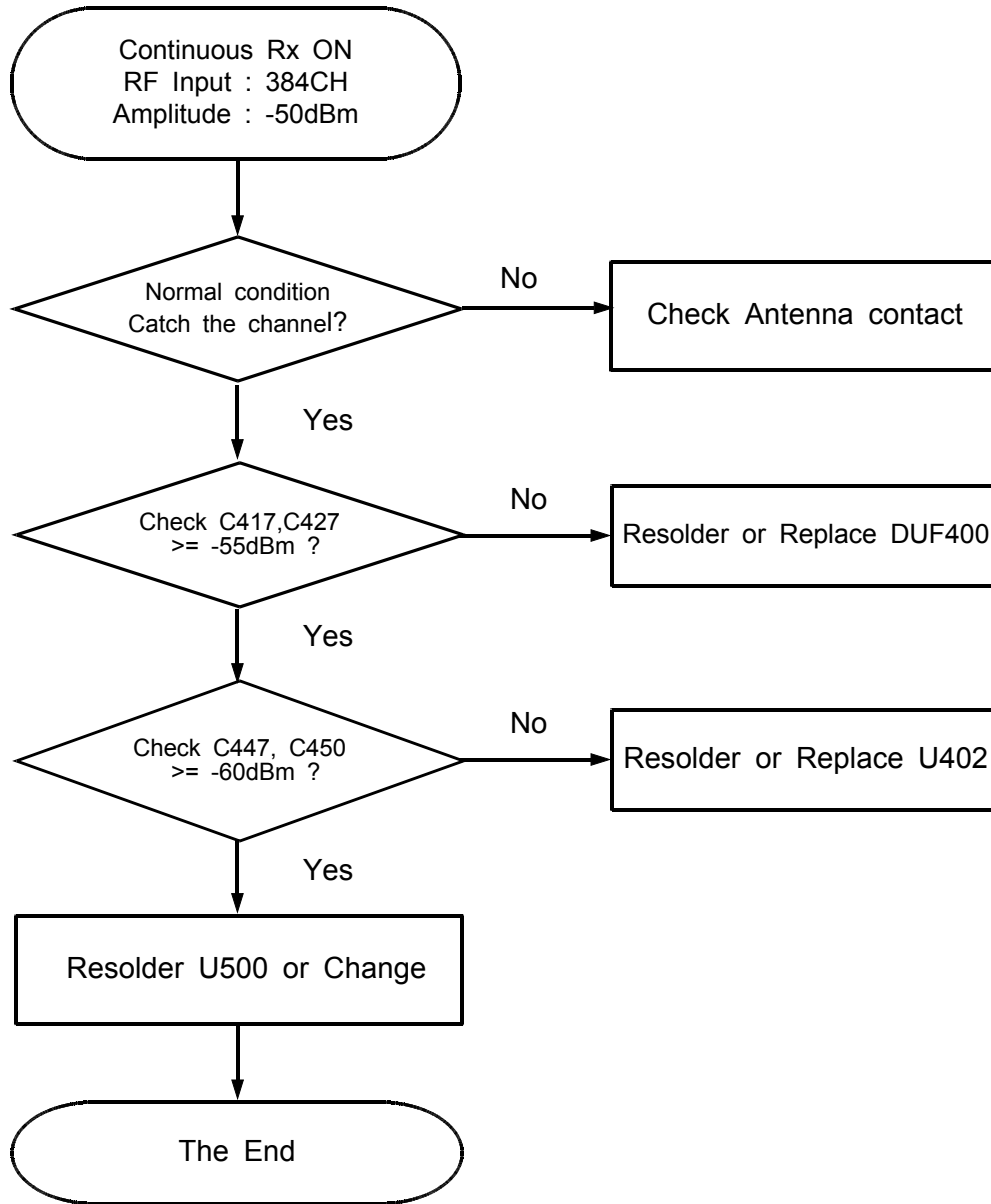 Continuous Rx ON
RF Input : 384CH
Amplitude : -50dBm
Normal condition
Catch the channel?
No
Check Antenna contact
Yes
Check C417,C427
>= -55dBm ?
No
Resolder or Replace DUF400
Yes
Check C447, C450
>= -60dBm ?
No
Resolder or Replace U402
Yes
Resolder U500 or Change
The End